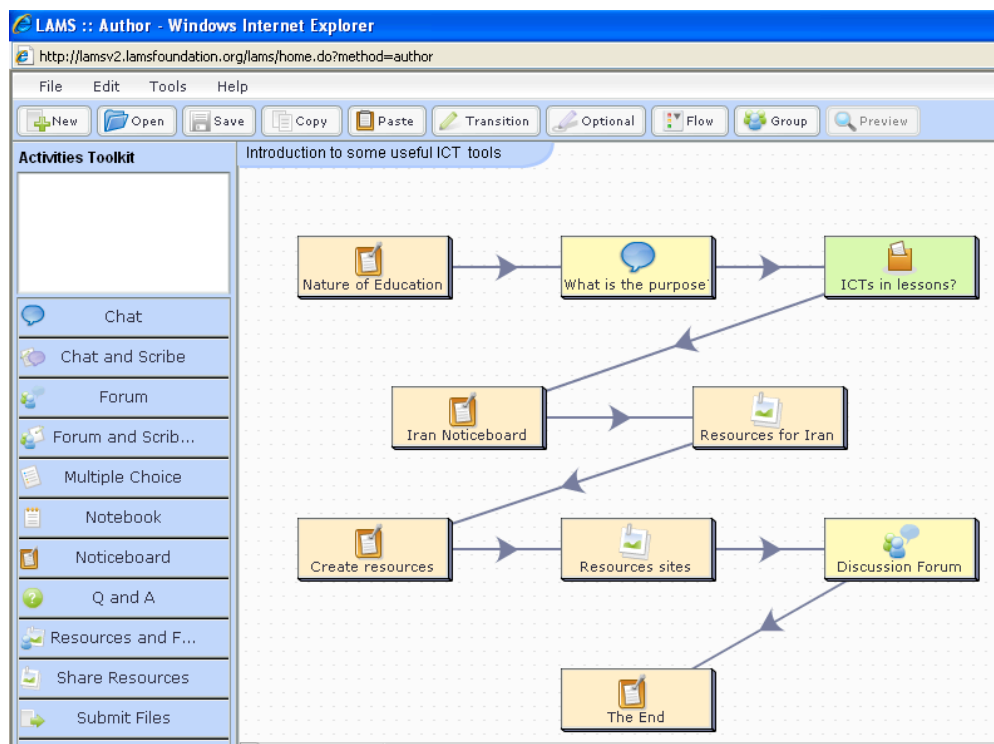 LAMS :: Author - Windows Internet Explorer
http://lamsv2.lamsfoundation.org/lams/home.do?method=author
File Edit Tools Help
New Open Save Copy Paste Transition Optional Flow Group Preview
Activities Toolkit
Introduction to some useful ICT tools
Nature of Education
What is the purpose?
ICTs in lessons?
Chat
Chat and Scribe
Forum
Forum and Scrib...
Multiple Choice
Notebook
Noticeboard
Q and A
Resources and F...
Share Resources
Submit Files
Iran Noticeboard
Resources for Iran
Create resources
Resources sites
Discussion Forum
The End